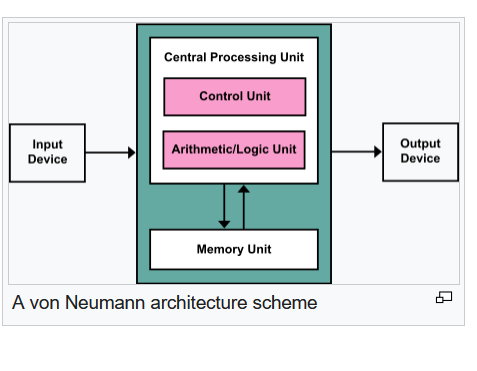 Central Processing Unit
Control Unit
Arithmetic/Logic Unit
Input
Device
Output
Device
Memory Unit
A von Neumann architecture scheme